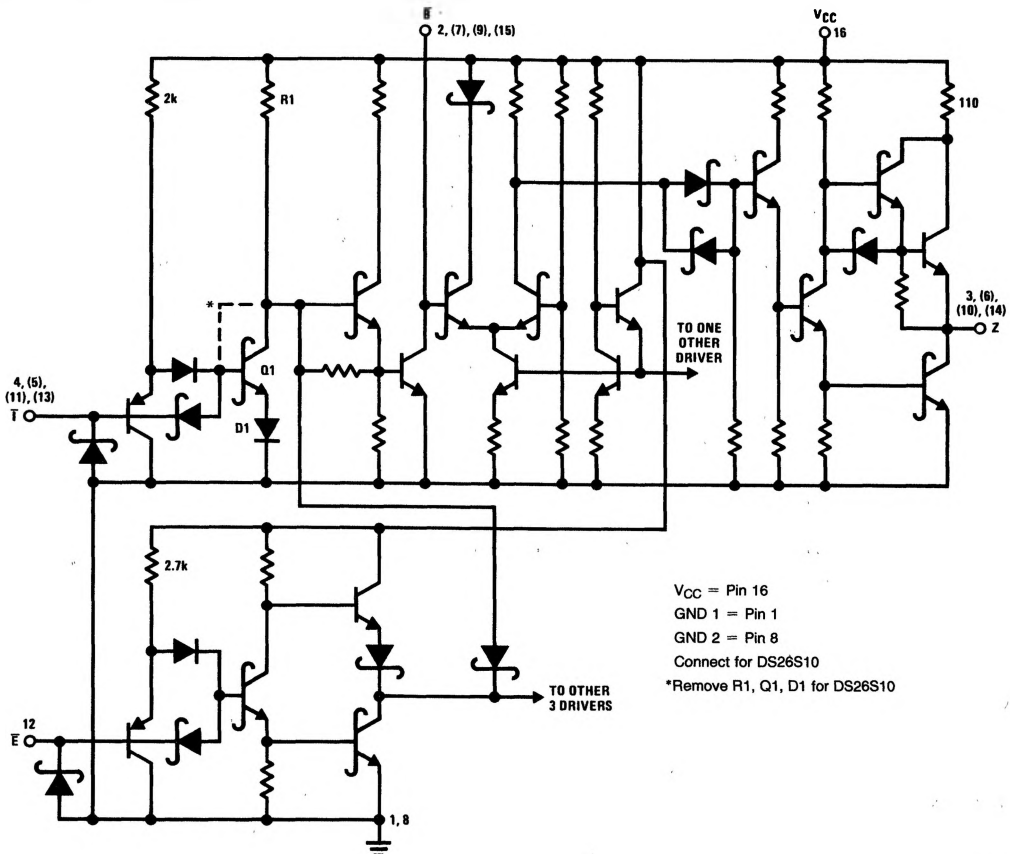 B̅ 2, (7), (9), (15)
VCC
16
2k
R1
110
*
Q1
D1
4, (5),
(11), (13)
I̅
TO ONE
OTHER
DRIVER
3, (6),
(10), (14)
Z
2.7k
12
E̅
TO OTHER
3 DRIVERS
1, 8
VCC = Pin 16
GND 1 = Pin 1
GND 2 = Pin 8
Connect for DS26S10
*Remove R1, Q1, D1 for DS26S10